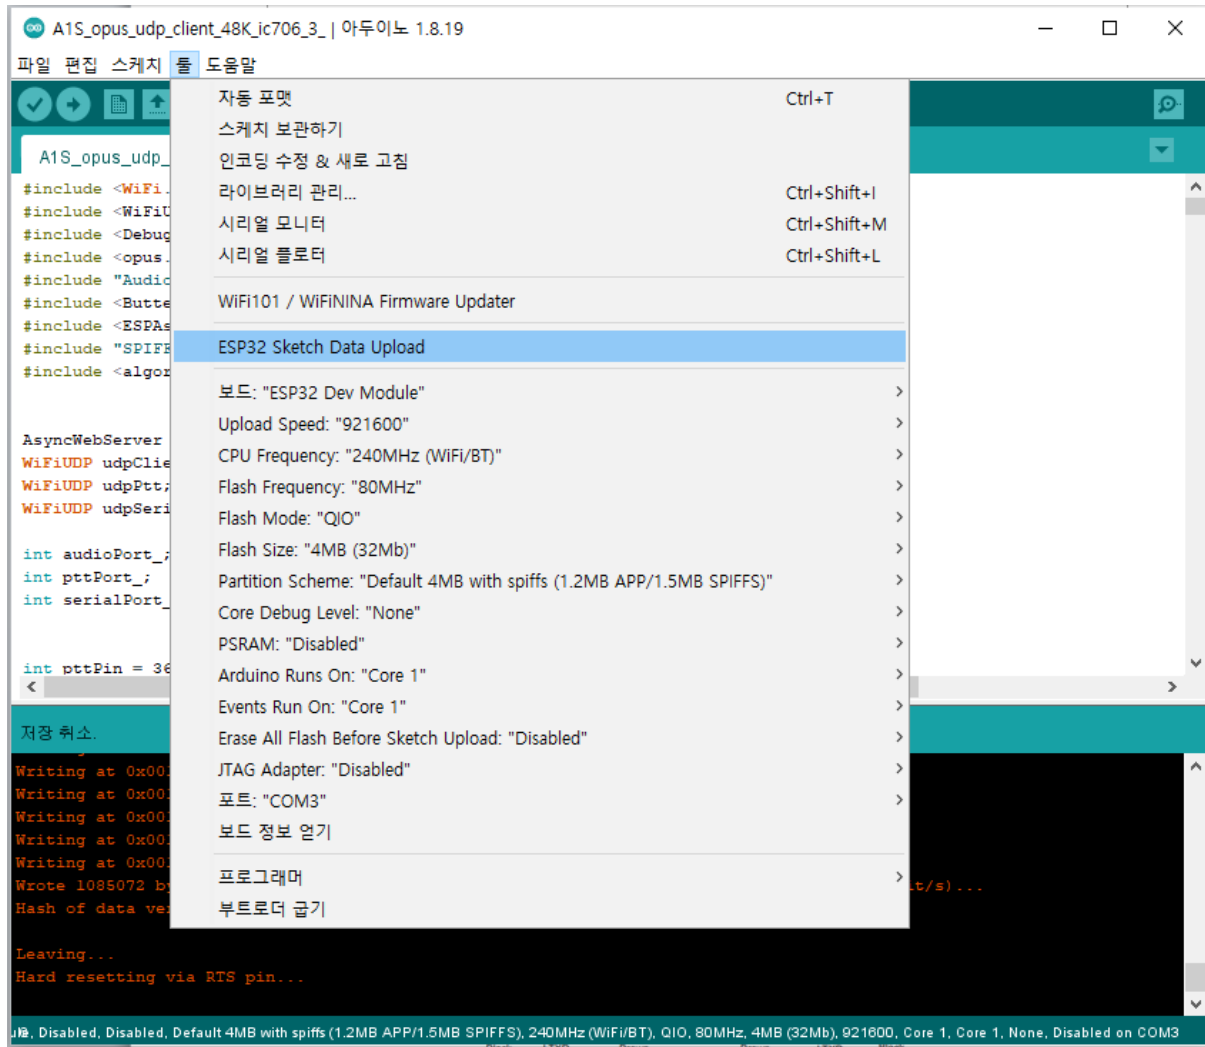 A1S_opus_udp_client_48K_ic706_3_ | 아두이노 1.8.19
파일 편집 스케치 툴 도움말
A1S_opus_udp_
#include <WiFi.
#include <WiFiU
#include <Debug
#include <opus.
#include "Audio
#include <Butte
#include <ESPAs
#include "SPIFF
#include <algor
AsyncWebServer
WiFiUDP udpClie
WiFiUDP udpPtt;
WiFiUDP udpSeri
int audioPort_;
int pttPort_;
int serialPort_
int pttPin = 36
자동 포맷 Ctrl+T
스케치 보관하기
인코딩 수정 & 새로 고침
라이브러리 관리... Ctrl+Shift+I
시리얼 모니터 Ctrl+Shift+M
시리얼 플로터 Ctrl+Shift+L
WiFi101 / WiFiNINA Firmware Updater
ESP32 Sketch Data Upload
보드: "ESP32 Dev Module"
Upload Speed: "921600"
CPU Frequency: "240MHz (WiFi/BT)"
Flash Frequency: "80MHz"
Flash Mode: "QIO"
Flash Size: "4MB (32Mb)"
Partition Scheme: "Default 4MB with spiffs (1.2MB APP/1.5MB SPIFFS)"
Core Debug Level: "None"
PSRAM: "Disabled"
Arduino Runs On: "Core 1"
Events Run On: "Core 1"
Erase All Flash Before Sketch Upload: "Disabled"
JTAG Adapter: "Disabled"
포트: "COM3"
보드 정보 얻기
프로그래머
부트로더 굽기
저장 취소.
Writing at 0x00
Writing at 0x00
Writing at 0x00
Writing at 0x00
Writing at 0x00
Wrote 1085072 by it/s)...
Hash of data ve
Leaving...
Hard resetting via RTS pin...
Disabled, Disabled, Default 4MB with spiffs (1.2MB APP/1.5MB SPIFFS), 240MHz (WiFi/BT), QIO, 80MHz, 4MB (32Mb), 921600, Core 1, Core 1, None, Disabled on COM3